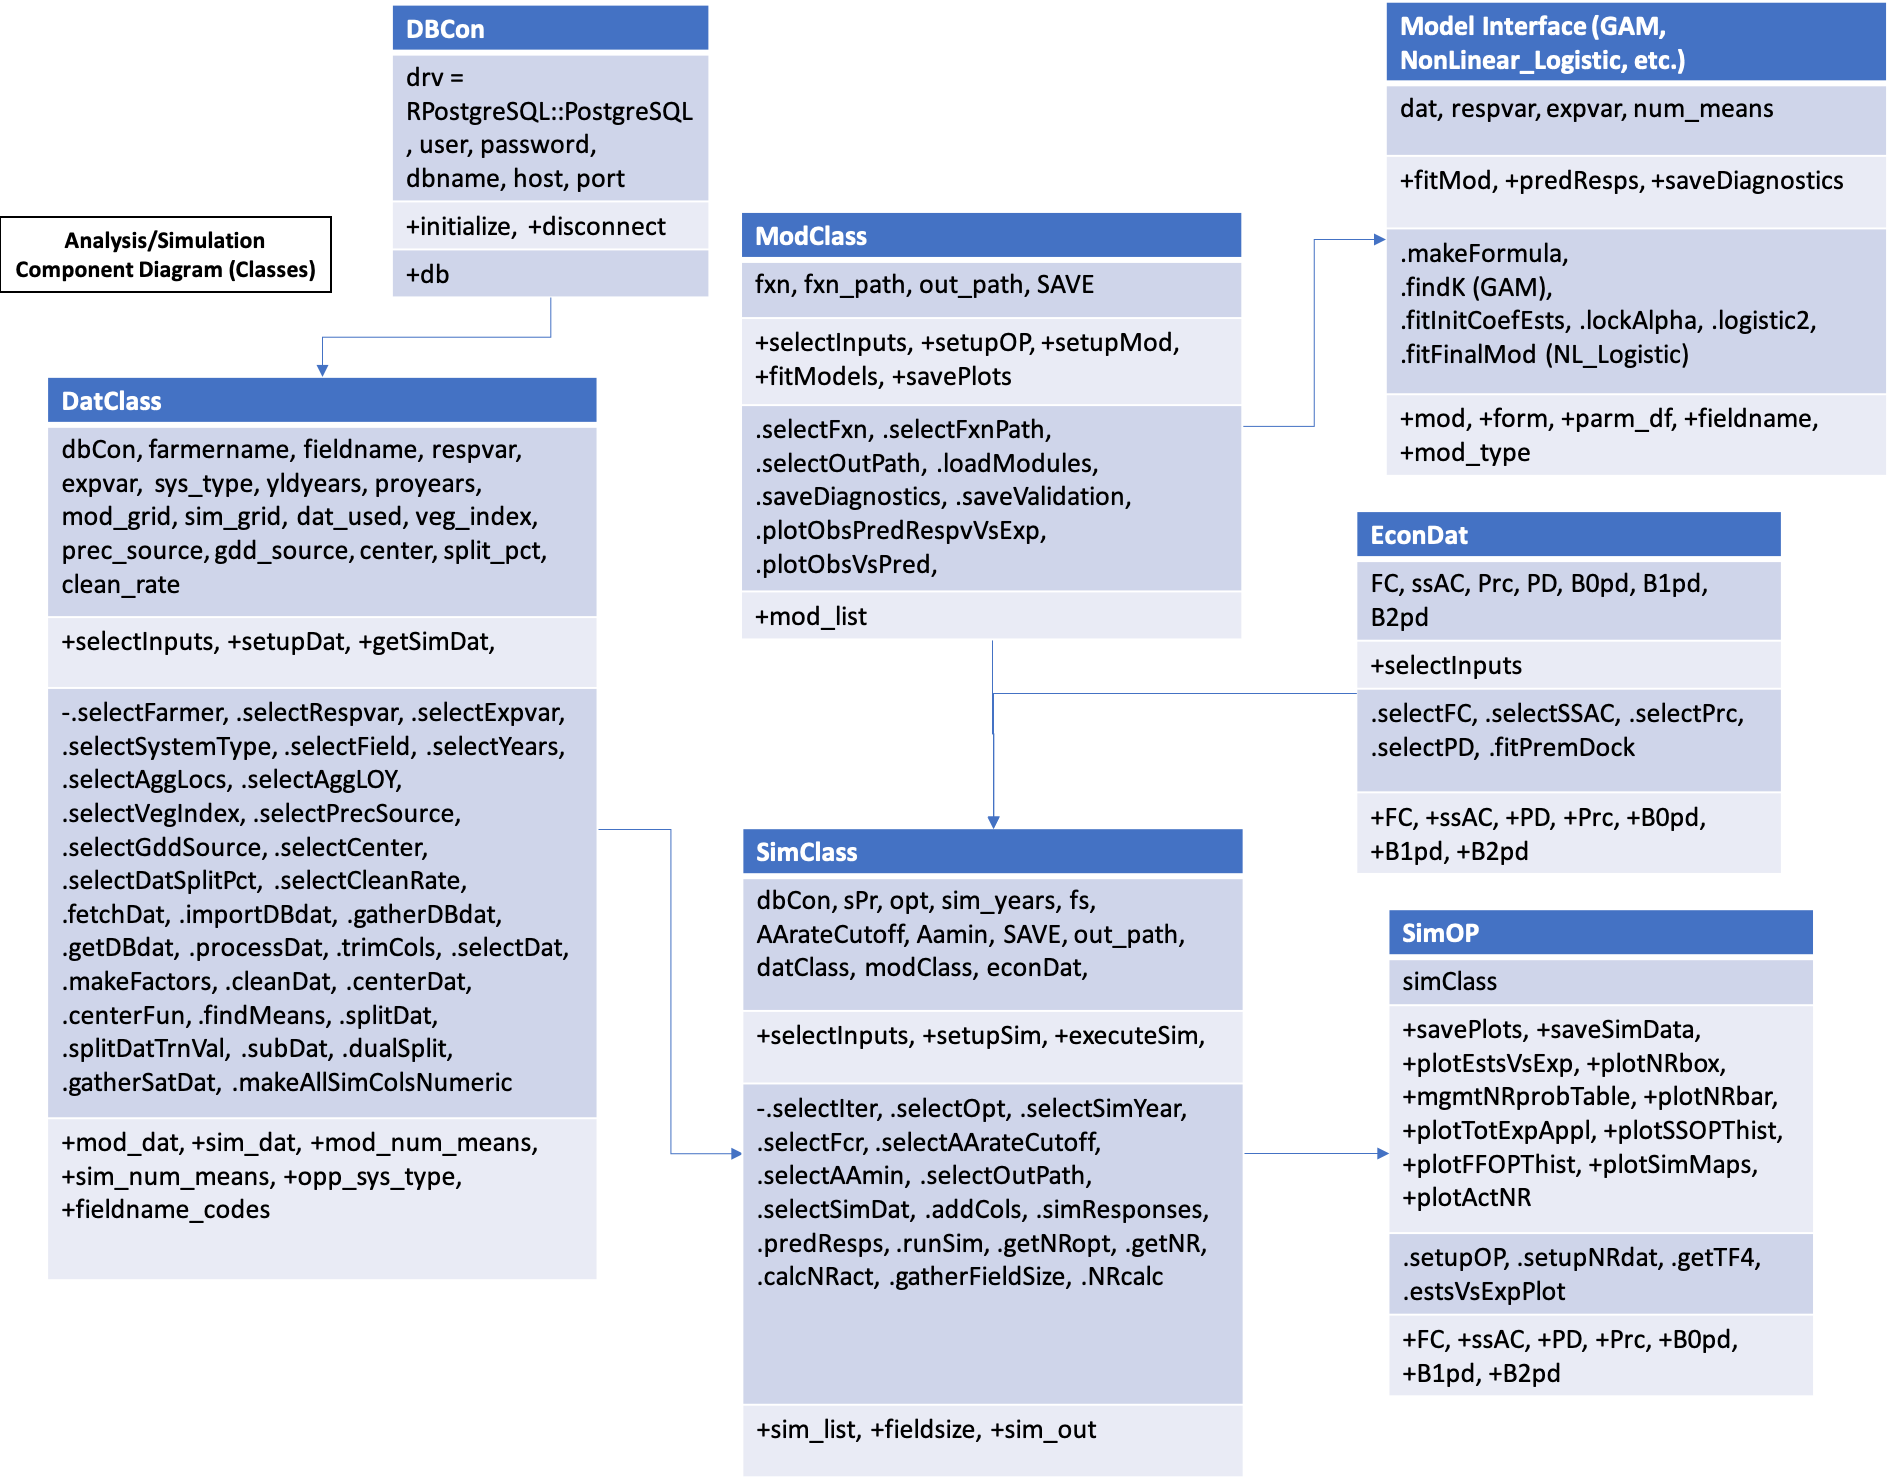 DBCon
drv =
RPostgreSQL::PostgreSQL
, user, password,
dbname, host, port
+initialize, +disconnect
+db
Analysis/Simulation
Component Diagram (Classes)
DatClass
dbCon, farmername, fieldname, respvar,
expvar, sys_type, yldyears, proyears,
mod_grid, sim_grid, dat_used, veg_index,
prec_source, gdd_source, center, split_pct,
clean_rate
+selectInputs, +setupDat, +getSimDat,
-.selectFarmer, .selectRespvar, .selectExpvar,
.selectSystemType, .selectField, .selectYears,
.selectAggLocs, .selectAggLOY,
.selectVegIndex, .selectPrecSource,
.selectGddSource, .selectCenter,
.selectDatSplitPct, .selectCleanRate,
.fetchDat, .importDBdat, .gatherDBdat,
.getDBdat, .processDat, .trimCols, .selectDat,
.makeFactors, .cleanDat, .centerDat,
.centerFun, .findMeans, .splitDat,
.splitDatTrnVal, .subDat, .dualSplit,
.gatherSatDat, .makeAllSimColsNumeric
+mod_dat, +sim_dat, +mod_num_means,
+sim_num_means, +opp_sys_type,
+fieldname_codes
ModClass
fxn, fxn_path, out_path, SAVE
+selectInputs, +setupOP, +setupMod,
+fitModels, +savePlots
.selectFxn, .selectFxnPath,
.selectOutPath, .loadModules,
.saveDiagnostics, .saveValidation,
.plotObsPredRespvVsExp,
.plotObsVsPred,
+mod_list
SimClass
dbCon, sPr, opt, sim_years, fs,
AArateCutoff, Aamin, SAVE, out_path,
datClass, modClass, econDat,
+selectInputs, +setupSim, +executeSim,
-.selectIter, .selectOpt, .selectSimYear,
.selectFcr, .selectAArateCutoff,
.selectAAmin, .selectOutPath,
.selectSimDat, .addCols, .simResponses,
.predResps, .runSim, .getNRopt, .getNR,
.calcNRact, .gatherFieldSize, .NRcalc
+sim_list, +fieldsize, +sim_out
Model Interface (GAM,
NonLinear_Logistic, etc.)
dat, respvar, expvar, num_means
+fitMod, +predResps, +saveDiagnostics
.makeFormula,
.findK (GAM),
.fitInitCoefEsts, .lockAlpha, .logistic2,
.fitFinalMod (NL_Logistic)
+mod, +form, +parm_df, +fieldname,
+mod_type
EconDat
FC, ssAC, Prc, PD, B0pd, B1pd,
B2pd
+selectInputs
.selectFC, .selectSSAC, .selectPrc,
.selectPD, .fitPremDock
+FC, +ssAC, +PD, +Prc, +B0pd,
+B1pd, +B2pd
SimOP
simClass
+savePlots, +saveSimData,
+plotEstsVsExp, +plotNRbox,
+mgmtNRprobTable, +plotNRbar,
+plotTotExpAppl, +plotSSOPThist,
+plotFFOPThist, +plotSimMaps,
+plotActNR
.setupOP, .setupNRdat, .getTF4,
.estsVsExpPlot
+FC, +ssAC, +PD, +Prc, +B0pd,
+B1pd, +B2pd